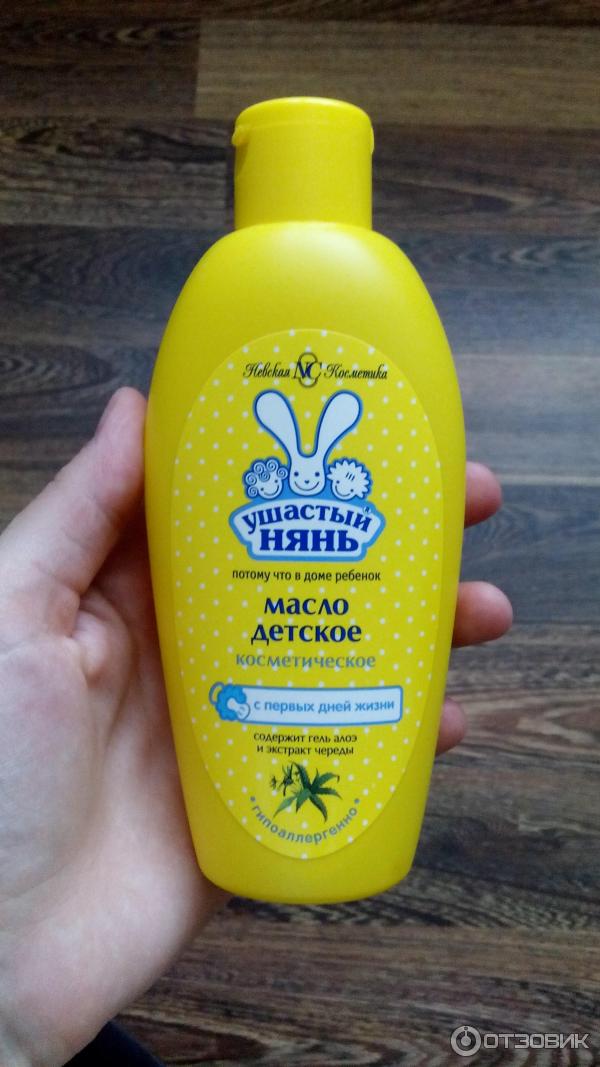 Невская NC Косметика
ушастый
нянь
потому что в доме ребенок
масло
детское
косметическое
с первых дней жизни
содержит гель алоэ
и экстракт череды
• гипоаллергенно •
ОТЗОВИК